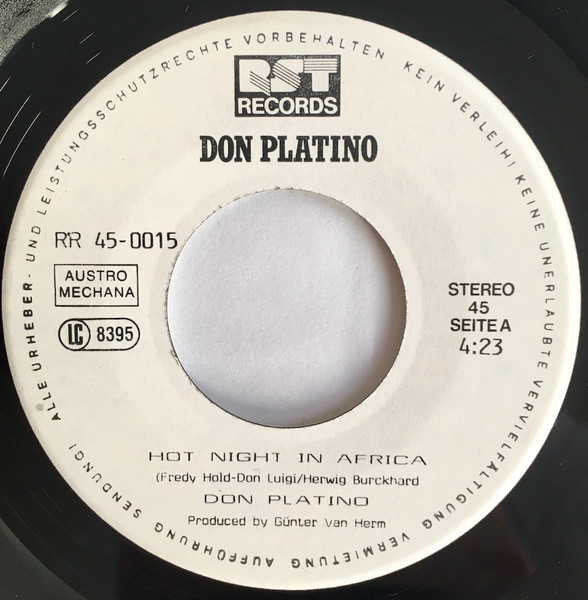 ALLE URHEBER- UND LEISTUNGSSCHUTZRECHTE VORBEHALTEN KEIN VERLEIH! KEINE UNERLAUBTE VERVIELFÄLTIGUNG VERMIETUNG AUFFÜHRUNG SENDUNG!
RST
RECORDS
DON PLATINO
RR 45-0015
AUSTRO
MECHANA
LC 8395
STEREO
45
SEITE A
4:23
HOT NIGHT IN AFRICA
(Fredy Hold-Don Luigi/Herwig Burckhard
DON PLATINO
Produced by Günter van Herm